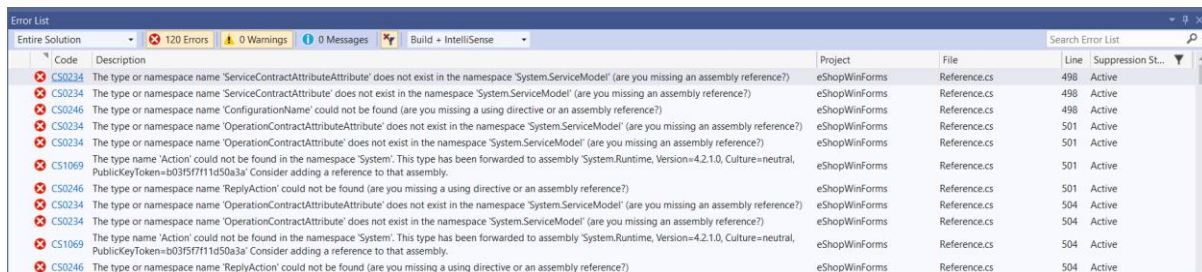 Error List
Entire Solution 120 Errors 0 Warnings 0 Messages Build + IntelliSense Search Error List
Code Description Project File Line Suppression St...
CS0234 The type or namespace name 'ServiceContractAttributeAttribute' does not exist in the namespace 'System.ServiceModel' (are you missing an assembly reference?) eShopWinForms Reference.cs 498 Active
CS0234 The type or namespace name 'ServiceContractAttribute' does not exist in the namespace 'System.ServiceModel' (are you missing an assembly reference?) eShopWinForms Reference.cs 498 Active
CS0246 The type or namespace name 'ConfigurationName' could not be found (are you missing a using directive or an assembly reference?) eShopWinForms Reference.cs 498 Active
CS0234 The type or namespace name 'OperationContractAttributeAttribute' does not exist in the namespace 'System.ServiceModel' (are you missing an assembly reference?) eShopWinForms Reference.cs 501 Active
CS0234 The type or namespace name 'OperationContractAttribute' does not exist in the namespace 'System.ServiceModel' (are you missing an assembly reference?) eShopWinForms Reference.cs 501 Active
CS1069 The type name 'Action' could not be found in the namespace 'System'. This type has been forwarded to assembly 'System.Runtime, Version=4.2.1.0, Culture=neutral, eShopWinForms Reference.cs 501 Active
PublicKeyToken=b03f5f7f11d50a3a' Consider adding a reference to that assembly.
CS0246 The type or namespace name 'ReplyAction' could not be found (are you missing a using directive or an assembly reference?) eShopWinForms Reference.cs 501 Active
CS0234 The type or namespace name 'OperationContractAttributeAttribute' does not exist in the namespace 'System.ServiceModel' (are you missing an assembly reference?) eShopWinForms Reference.cs 504 Active
CS0234 The type or namespace name 'OperationContractAttribute' does not exist in the namespace 'System.ServiceModel' (are you missing an assembly reference?) eShopWinForms Reference.cs 504 Active
CS1069 The type name 'Action' could not be found in the namespace 'System'. This type has been forwarded to assembly 'System.Runtime, Version=4.2.1.0, Culture=neutral, eShopWinForms Reference.cs 504 Active
PublicKeyToken=b03f5f7f11d50a3a' Consider adding a reference to that assembly.
CS0246 The type or namespace name 'ReplyAction' could not be found (are you missing a using directive or an assembly reference?) eShopWinForms Reference.cs 504 Active